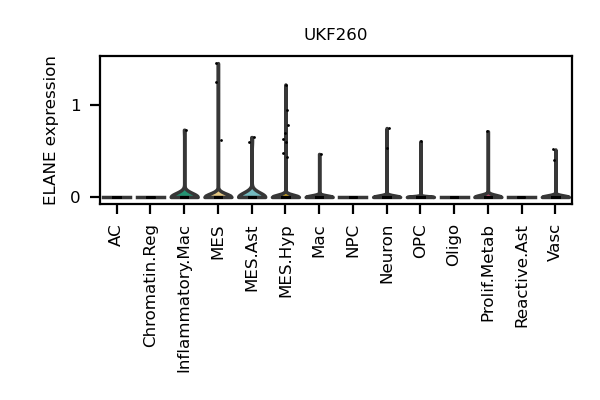 UKF260
ELANE expression
1
0
AC
Chromatin.Reg
Inflammatory.Mac
MES
MES.Ast
MES.Hyp
Mac
NPC
Neuron
OPC
Oligo
Prolif.Metab
Reactive.Ast
Vasc